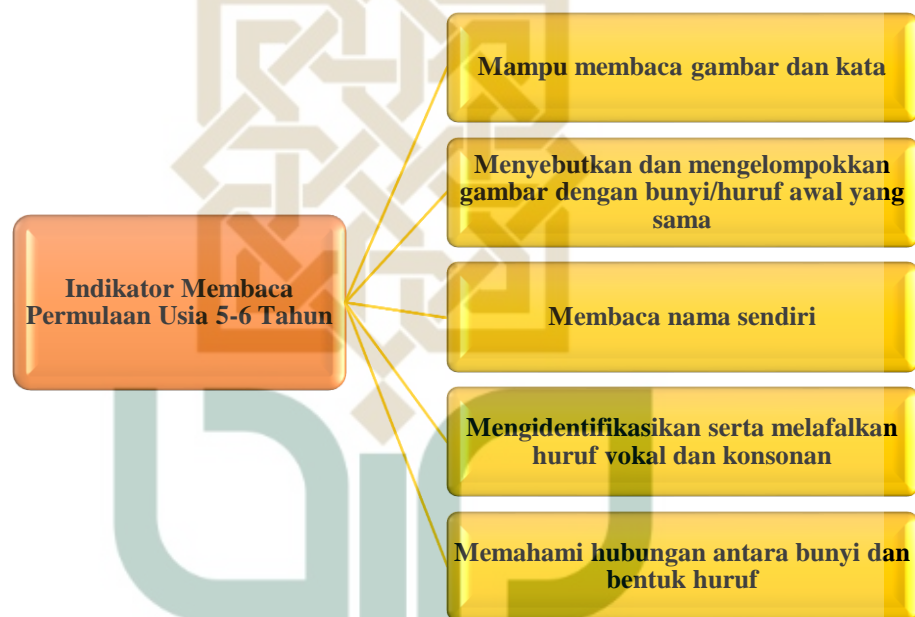 Mampu membaca gambar dan kata
Menyebutkan dan mengelompokkan
gambar dengan bunyi/huruf awal yang
sama
Indikator Membaca
Permulaan Usia 5-6 Tahun
Membaca nama sendiri
Mengidentifikasikan serta melafalkan
huruf vokal dan konsonan
Memahami hubungan antara bunyi dan
bentuk huruf